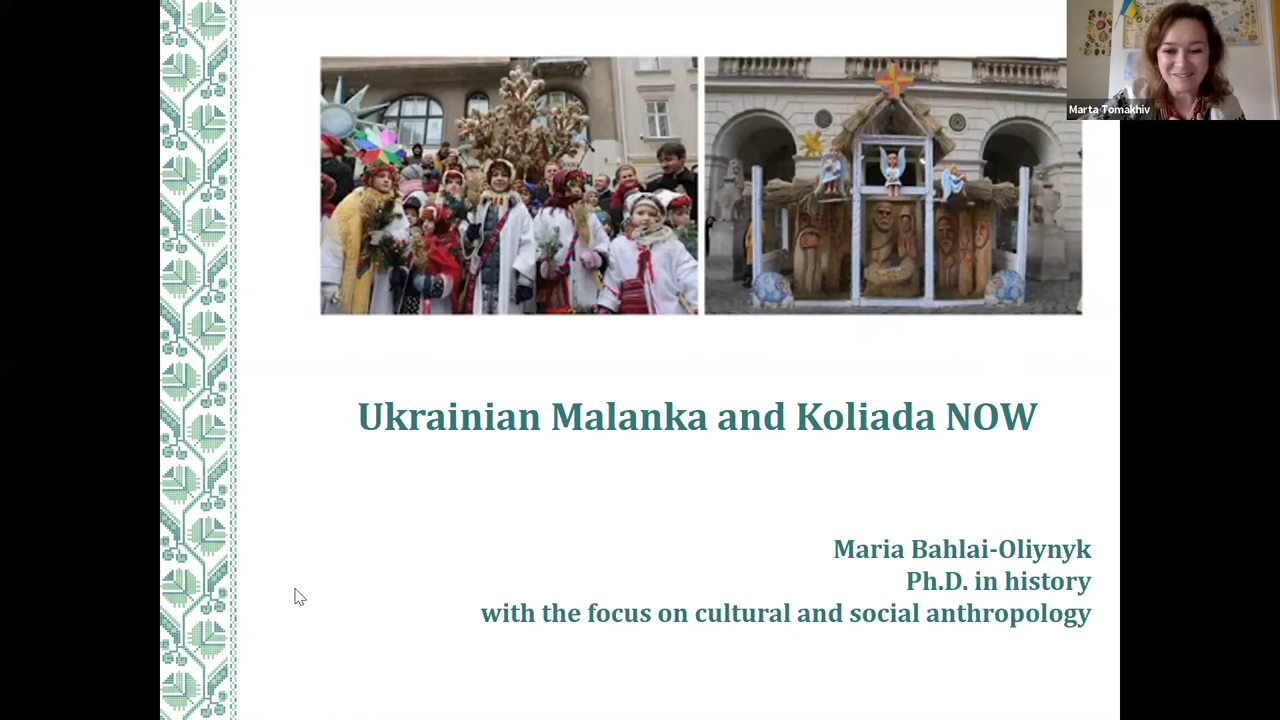 Marta Tomakhiv
Ukrainian Malanka and Koliada NOW
Maria Bahlai-Oliynyk
Ph.D. in history
with the focus on cultural and social anthropology